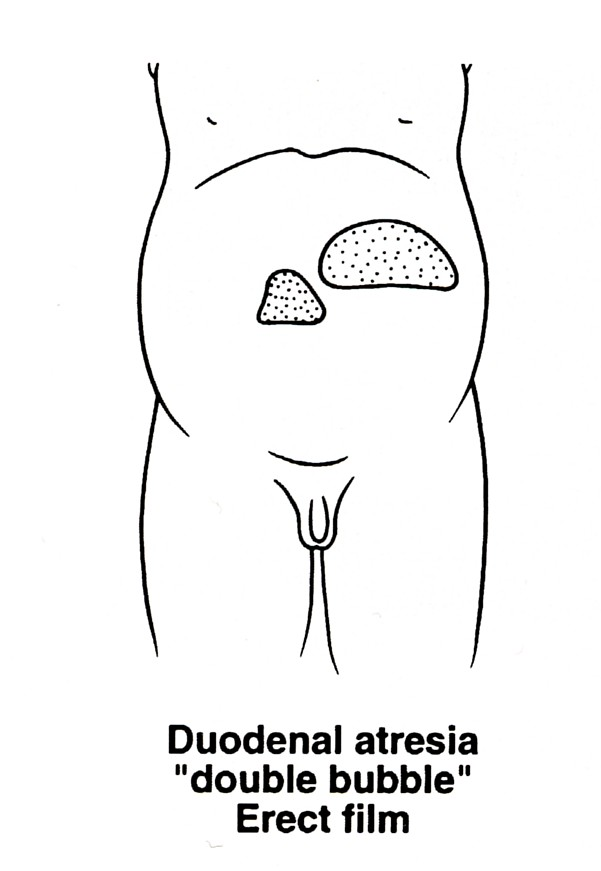 Duodenal atresia
"double bubble"
Erect film